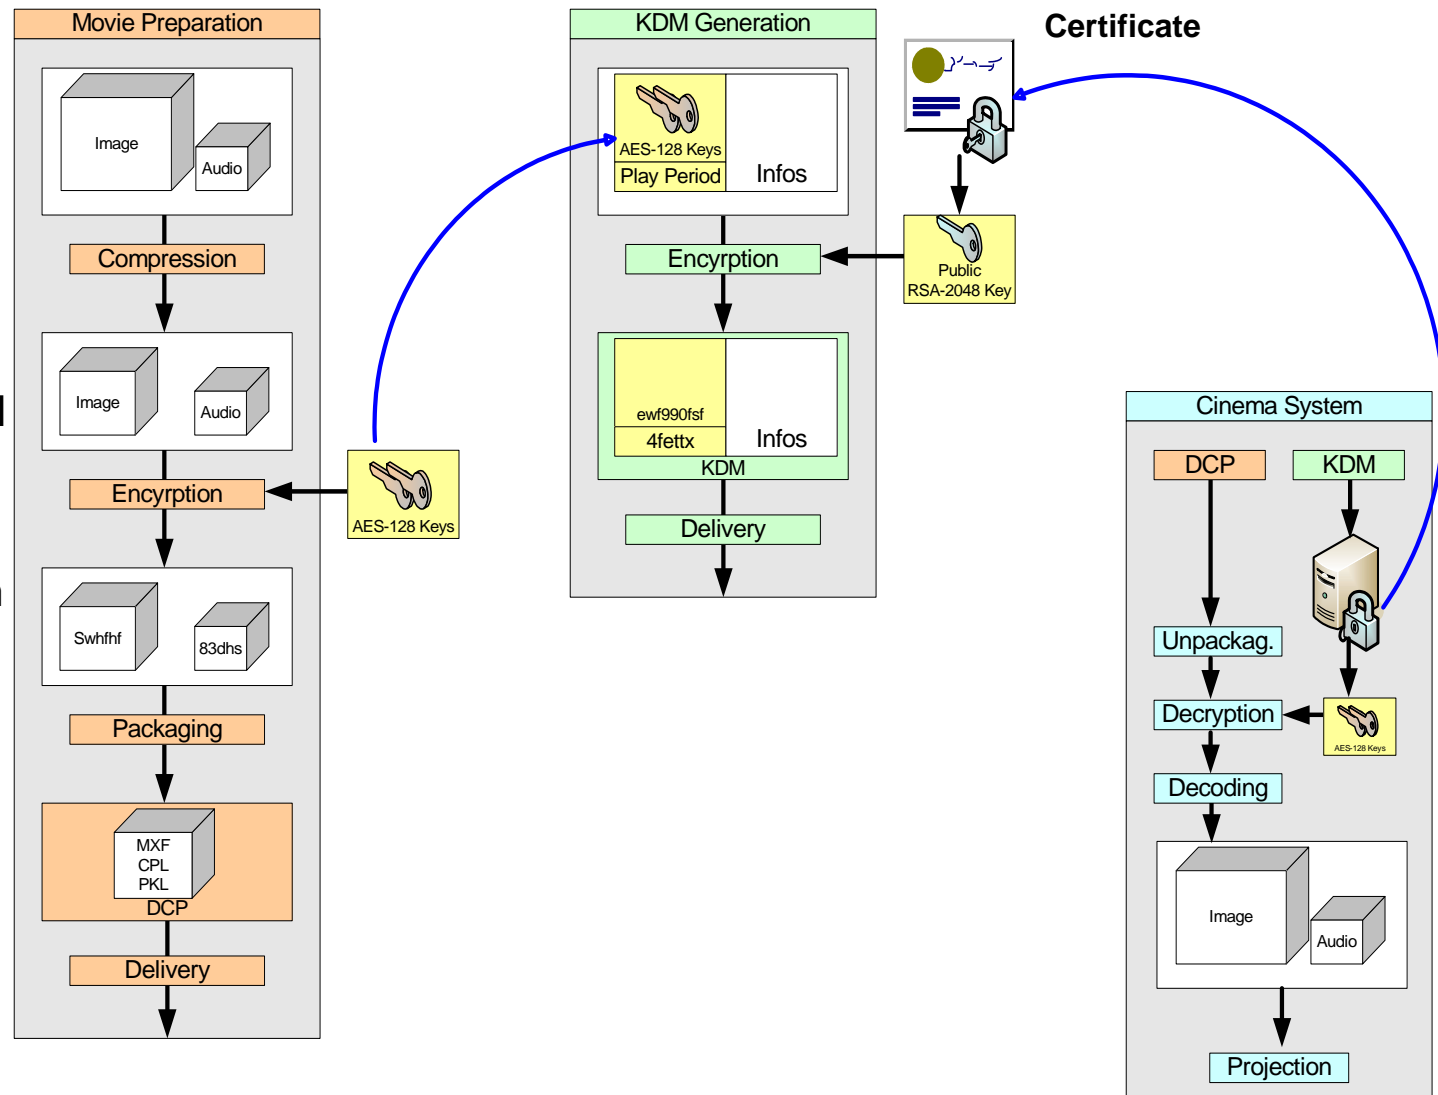 Movie Preparation
Image
Audio
Compression
Image
Audio
Encyrption
AES-128 Keys
Swhfhf
83dhs
Packaging
MXF
CPL
PKL
DCP
Delivery
KDM Generation
AES-128 Keys
Play Period
Infos
Encyrption
ewf990fsf
4fettx
Infos
KDM
Delivery
Certificate
Public
RSA-2048 Key
Cinema System
DCP
KDM
Unpackag.
Decryption
AES-128 Keys
Decoding
Image
Audio
Projection